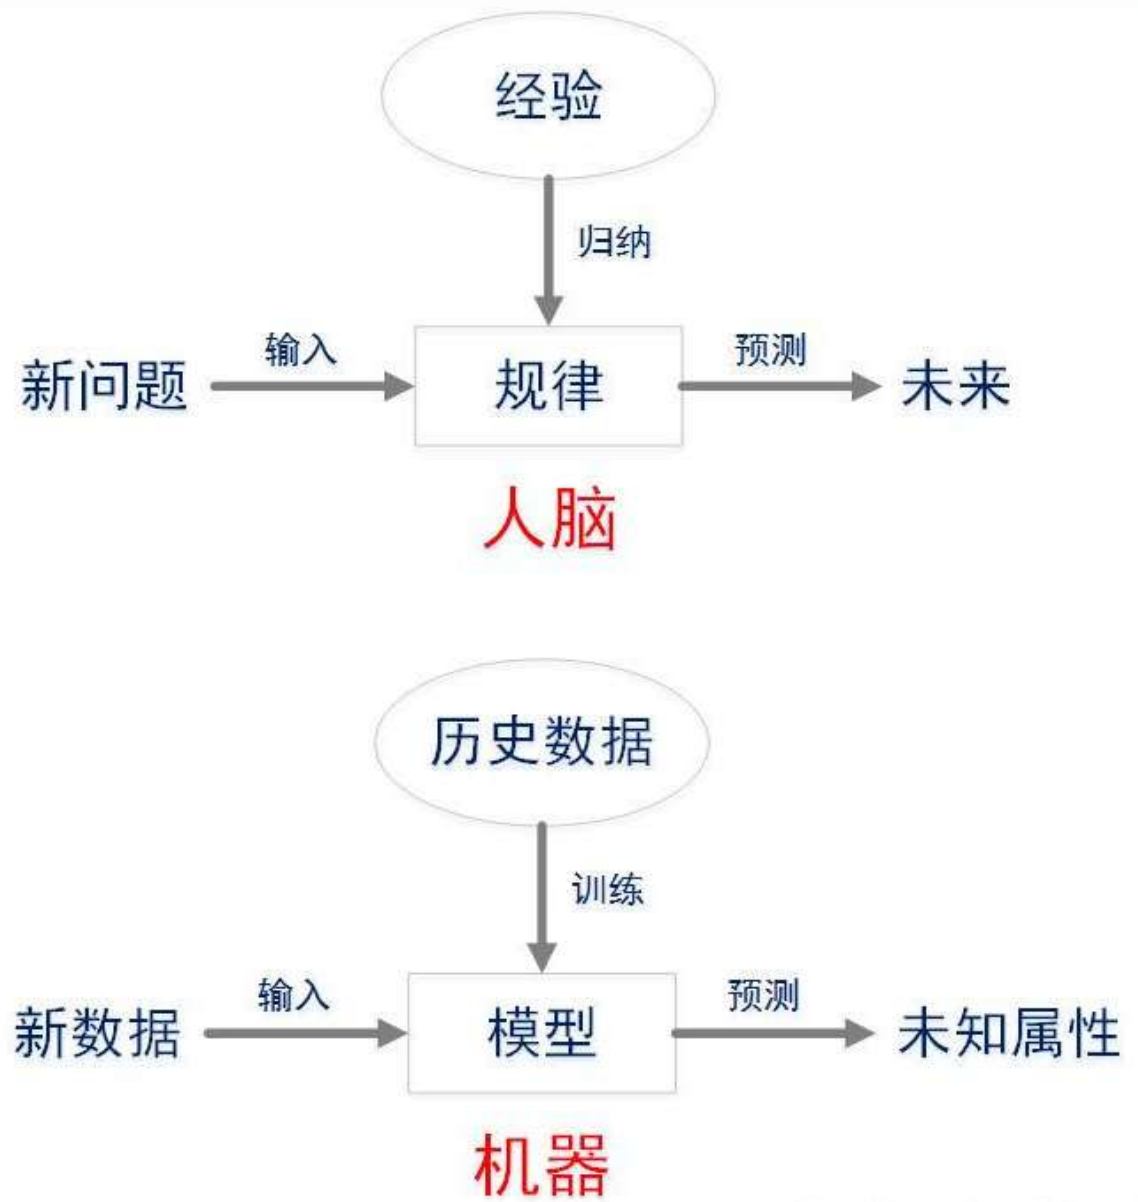 经验
归纳
新问题
输入
规律
预测
未来
人脑
历史数据
训练
新数据
输入
模型
预测
未知属性
机器